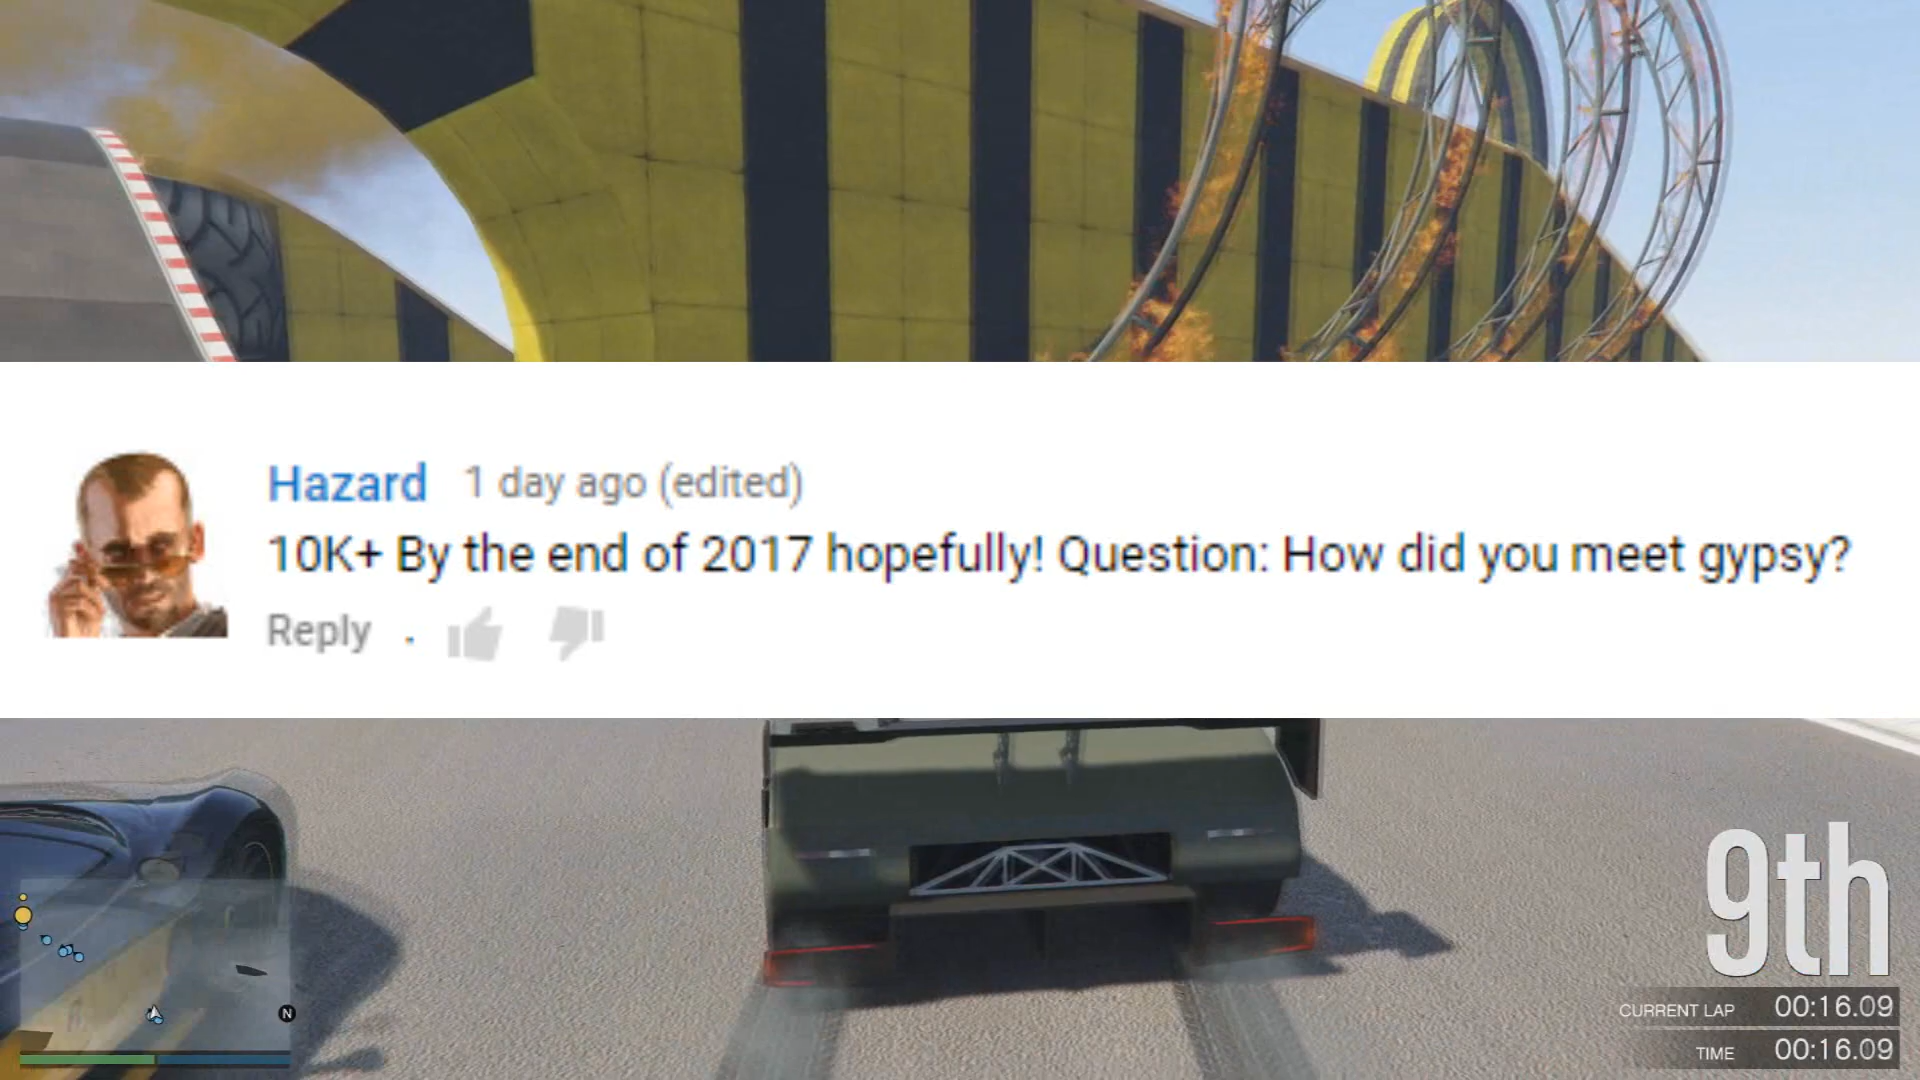 Hazard 1 day ago (edited)
10K+ By the end of 2017 hopefully! Question: How did you meet gypsy?
Reply
N
9th
CURRENT LAP 00:16.09
TIME 00:16.09